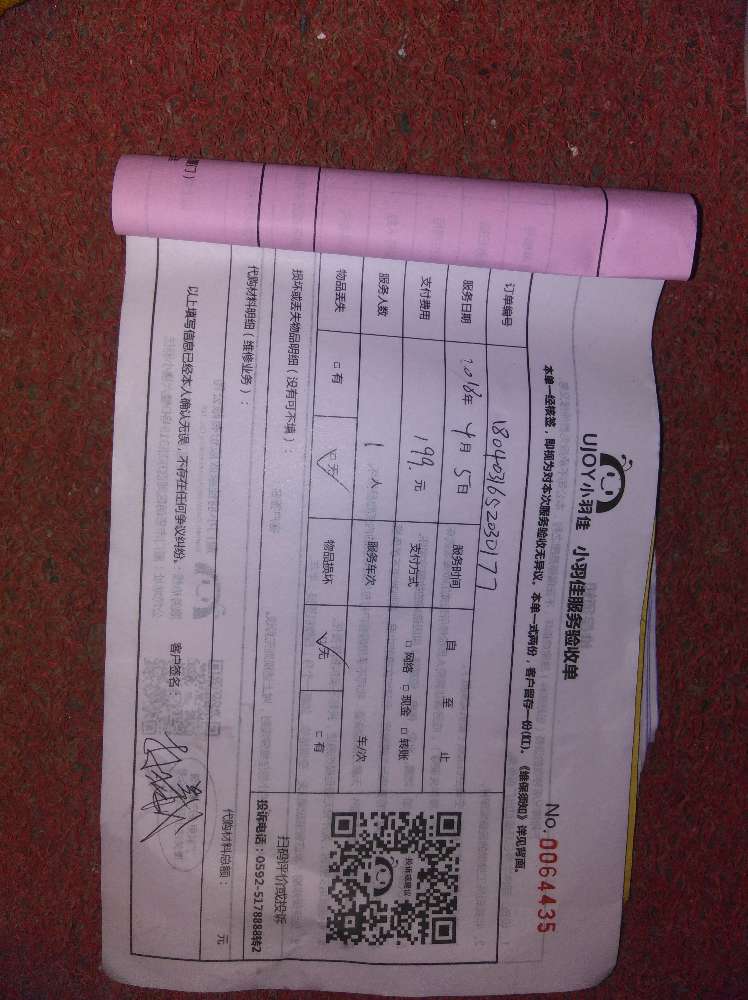 UJOY小羽佳 小羽佳服务验收单
No.0064435
本单一经核签，即视为对本次服务验收无异议。本单一式两份，客户留存一份(红)。《维保须知》详见背面。
订单编号 180403652030177
服务日期 2018年 4月 5日 服务时间 自 至 止
支付费用 199.元 支付方式 □ 网络 □ 现金 □ 转账
服务人数 1 人 服务车次 车/次
物品丢失 □ 有 □无 物品损坏 □无 □ 有
投诉或建议
扫码评价或投诉
投诉电话：0592-5178888转2
损坏或丢失物品明细（没有可不填）：
代购材料明细（维修业务）：
代购材料总额： 元
以上填写信息已经本人确认无误，不存在任何争议纠纷。 客户签名：